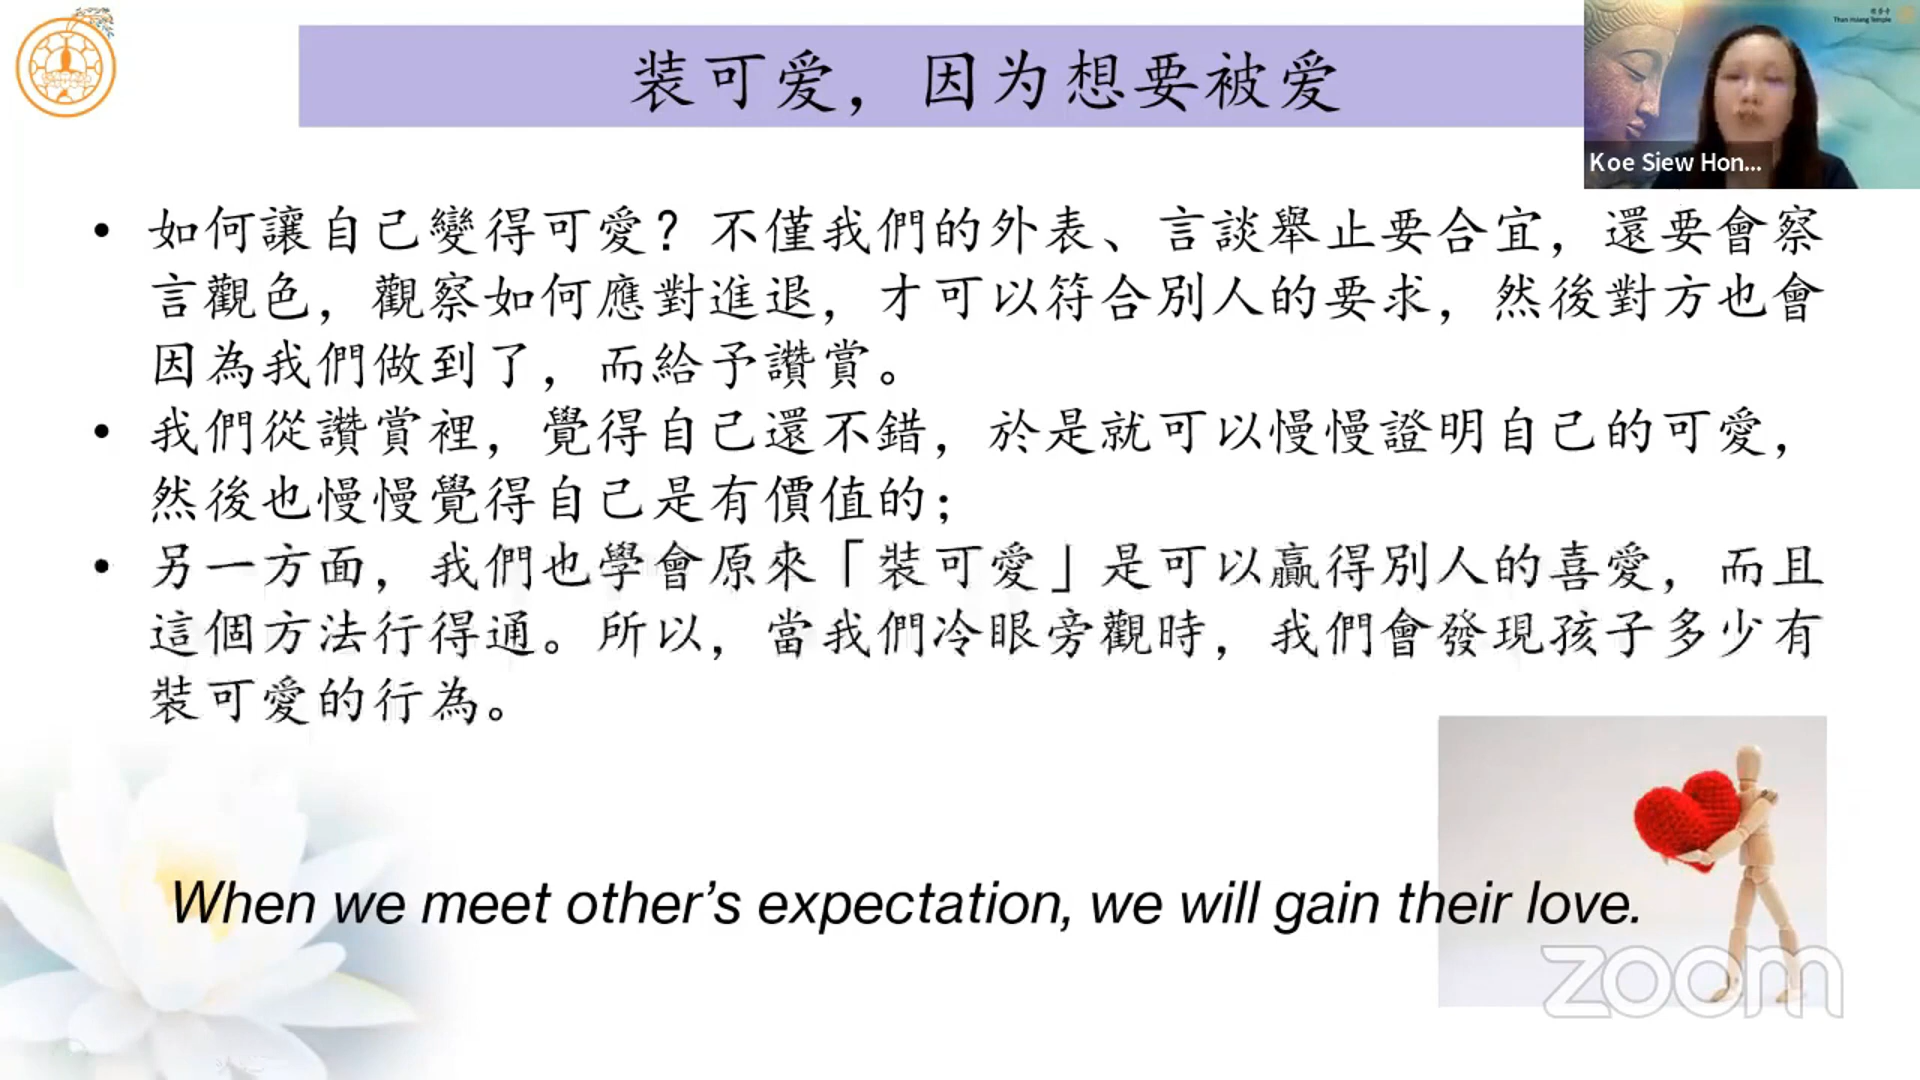 装可爱，因为想要被爱
Than Hsiang Temple
Koe Siew Hon...
• 如何讓自己變得可愛？不僅我們的外表、言談舉止要合宜，還要會察
言觀色，觀察如何應對進退，才可以符合別人的要求，然後對方也會
因為我們做到了，而給予讚賞。
• 我們從讚賞裡，覺得自己還不錯，於是就可以慢慢證明自己的可愛，
然後也慢慢覺得自己是有價值的；
• 另一方面，我們也學會原來「裝可愛」是可以贏得別人的喜愛，而且
這個方法行得通。所以，當我們冷眼旁觀時，我們會發現孩子多少有
裝可愛的行為。
When we meet other’s expectation, we will gain their love.
zoom